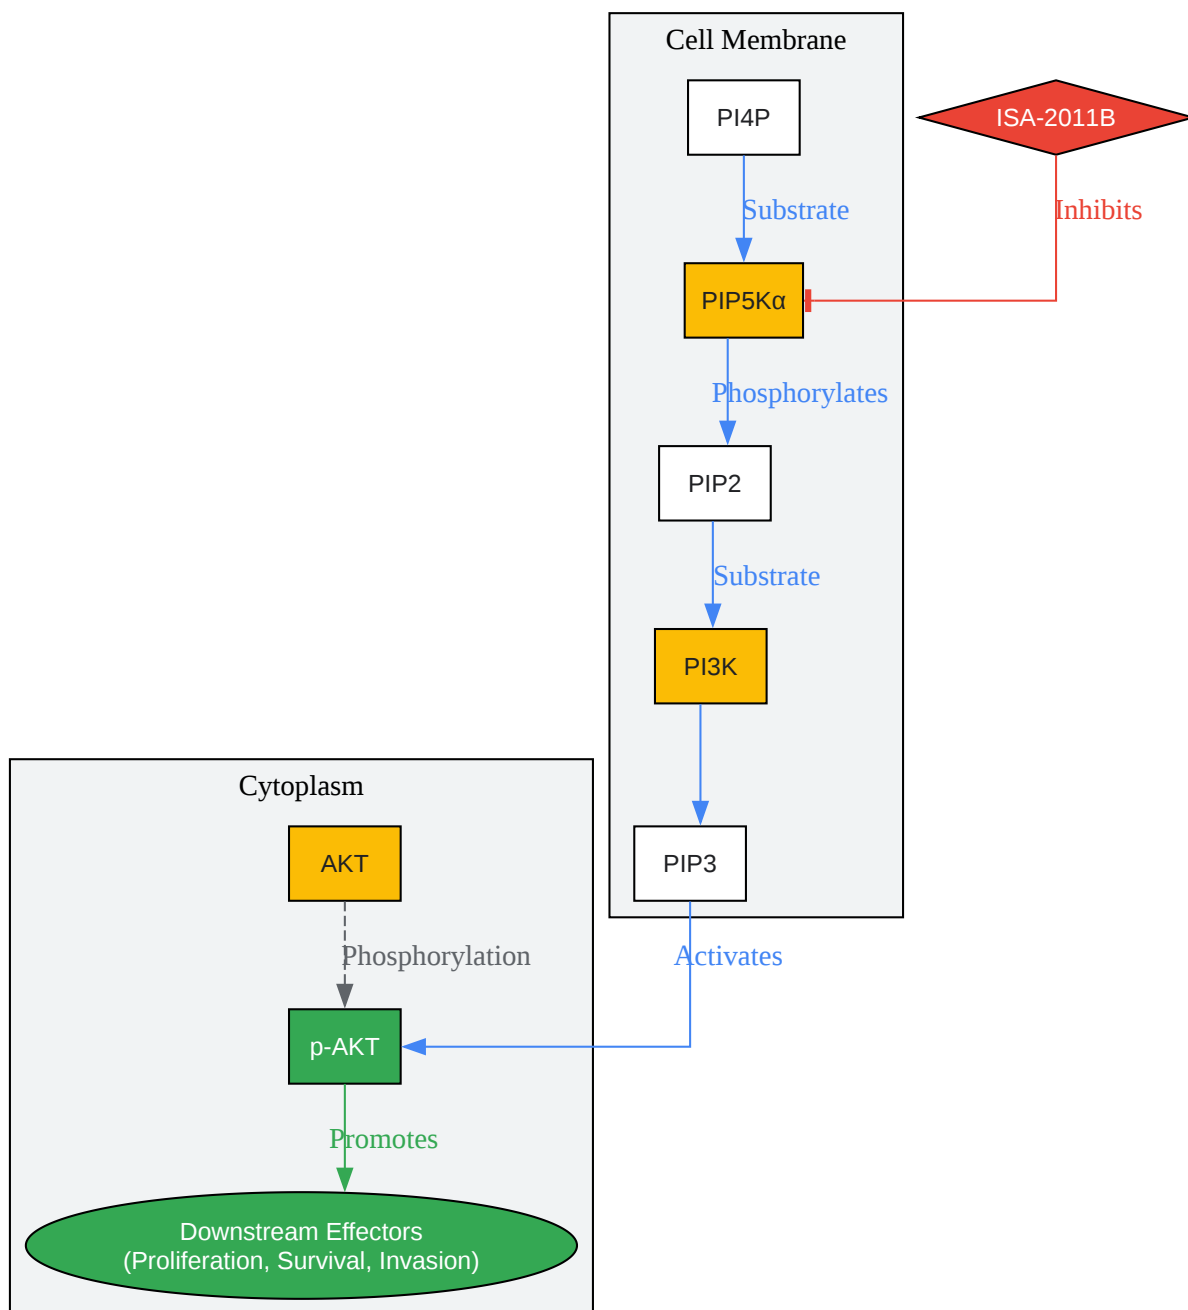 Cell Membrane
PI4P
ISA-2011B
Substrate
Inhibits
PIP5Kα
Phosphorylates
PIP2
Substrate
PI3K
Cytoplasm
AKT
PIP3
Phosphorylation
Activates
p-AKT
Promotes
Downstream Effectors
(Proliferation, Survival, Invasion)